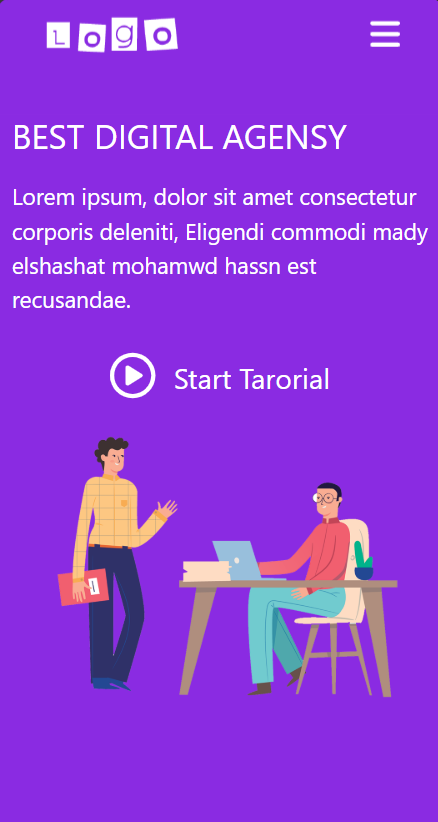 LOGO
BEST DIGITAL AGENSY
Lorem ipsum, dolor sit amet consectetur
corporis deleniti, Eligendi commodi mady
elshashat mohamwd hassn est
recusandae.
Start Tarorial